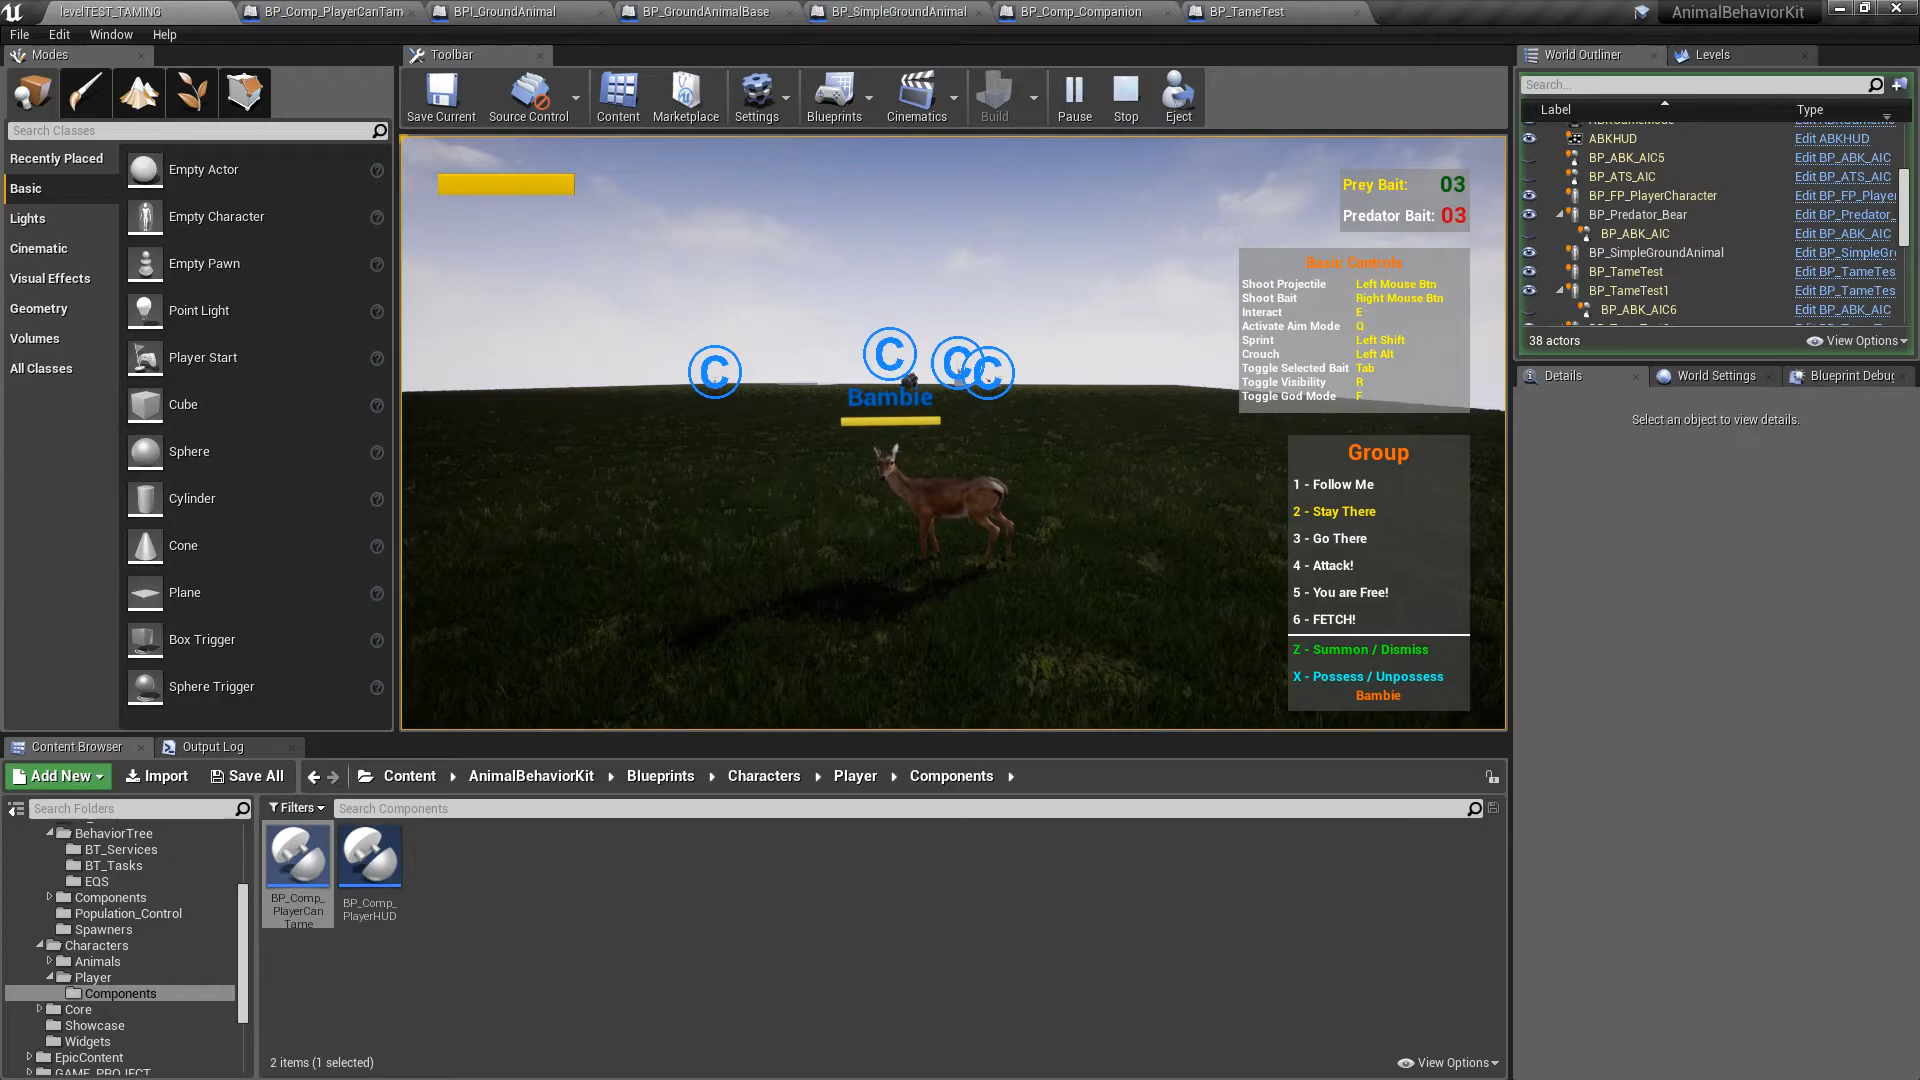 levelTEST_TAMING
BP_Comp_PlayerCanTam
BPI_GroundAnimal
BP_GroundAnimalBase
BP_SimpleGroundAnimal
BP_Comp_Companion
BP_TameTest
AnimalBehaviorKit
File Edit Window Help
Modes
Search Classes
Recently Placed
Basic
Lights
Cinematic
Visual Effects
Geometry
Volumes
All Classes
Empty Actor
Empty Character
Empty Pawn
Point Light
Player Start
Cube
Sphere
Cylinder
Cone
Plane
Box Trigger
Sphere Trigger
Toolbar
Save Current
Source Control
Content
Marketplace
Settings
Blueprints
Cinematics
Build
Pause
Stop
Eject
Prey Bait: 03
Predator Bait: 03
Basic Controls
Shoot Projectile Left Mouse Btn
Shoot Bait Right Mouse Btn
Interact E
Activate Aim Mode Q
Sprint Left Shift
Crouch Left Alt
Toggle Selected Bait Tab
Toggle Visibility R
Toggle God Mode F
C C C C
Bambie
Group
1 - Follow Me
2 - Stay There
3 - Go There
4 - Attack!
5 - You are Free!
6 - FETCH!
Z - Summon / Dismiss
X - Possess / Unpossess
Bambie
World Outliner
Levels
Search...
Label Type
ABKHUD Edit ABKHUD
BP_ABK_AIC5 Edit BP_ABK_AIC
BP_ATS_AIC Edit BP_ATS_AIC
BP_FP_PlayerCharacter Edit BP_FP_Player
BP_Predator_Bear Edit BP_Predator_
BP_ABK_AIC Edit BP_ABK_AIC
BP_SimpleGroundAnimal Edit BP_SimpleGr
BP_TameTest Edit BP_TameTes
BP_TameTest1 Edit BP_TameTes
BP_ABK_AIC6 Edit BP_ABK_AIC
38 actors
View Options
Details
World Settings
Blueprint Debug
Select an object to view details.
Content Browser
Output Log
Add New
Import
Save All
Content
AnimalBehaviorKit
Blueprints
Characters
Player
Components
Search Folders
Filters
Search Components
BehaviorTree
BT_Services
BT_Tasks
EQS
Components
Population_Control
Spawners
Characters
Animals
Player
Components
Core
Showcase
Widgets
EpicContent
GAME_PROJECT
BP_Comp_
PlayerCan
Tame
BP_Comp_
PlayerHUD
2 items (1 selected)
View Options